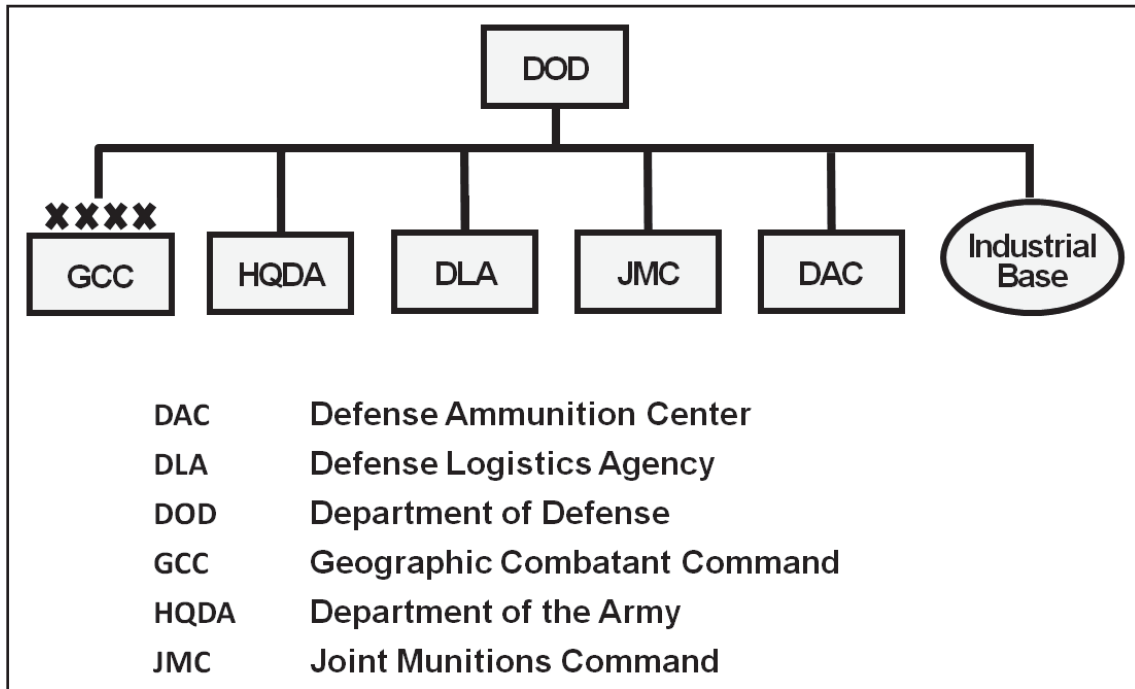 DOD
XXXX
GCC
HQDA
DLA
JMC
DAC
Industrial
Base
DAC Defense Ammunition Center
DLA Defense Logistics Agency
DOD Department of Defense
GCC Geographic Combatant Command
HQDA Department of the Army
JMC Joint Munitions Command